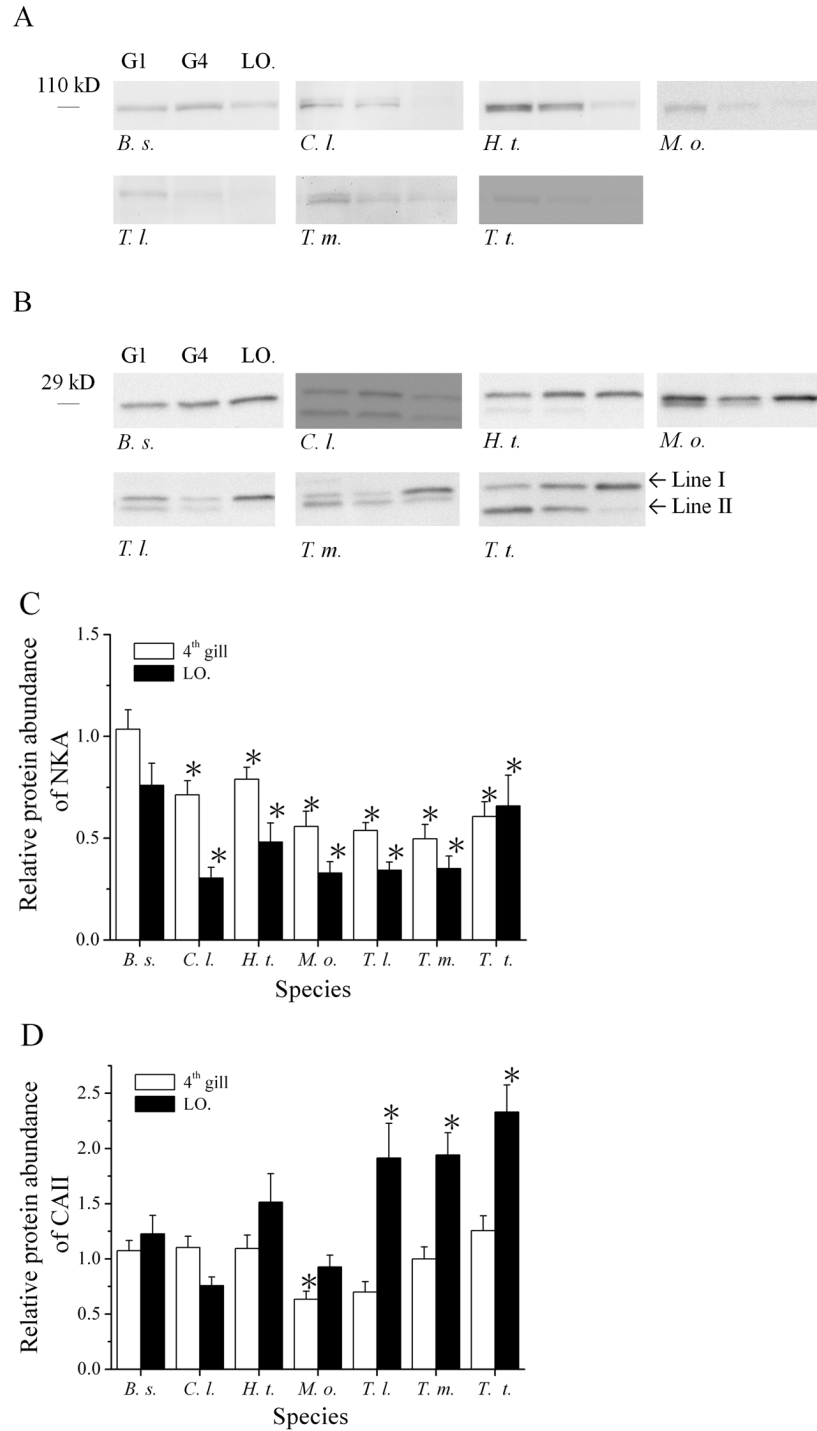 A
G1 G4 LO.
110 kD
B. s. C. l. H. t. M. o.
T. l. T. m. T. t.
B
G1 G4 LO.
29 kD
B. s. C. l. H. t. M. o.
← Line I
← Line II
T. l. T. m. T. t.
C
Relative protein abundance
of NKA
1.5
1.0
0.5
0.0
4th gill
LO.
* * * * * * * * * * * *
B. s. C. l. H. t. M. o. T. l. T. m. T. t.
Species
D
Relative protein abundance
of CAII
2.5
2.0
1.5
1.0
0.5
0.0
4th gill
LO.
* * * *
B. s. C. l. H. t. M. o. T. l. T. m. T. t.
Species